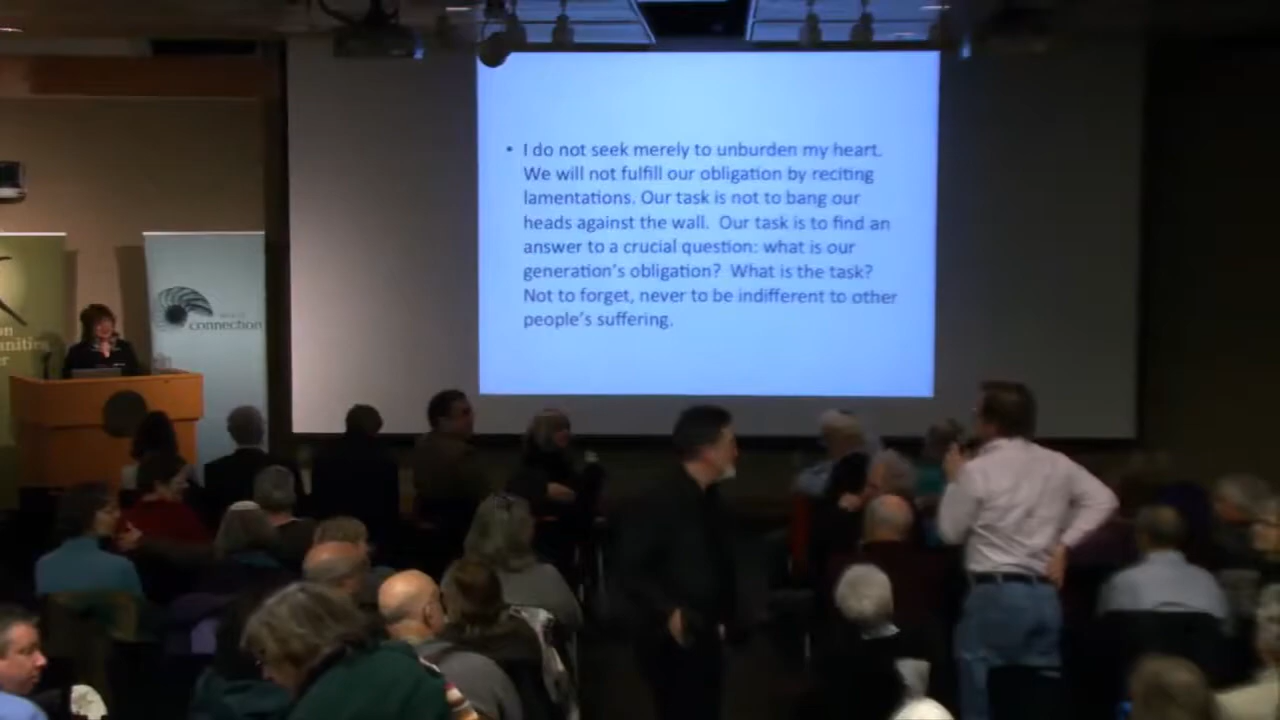 • I do not seek merely to unburden my heart.
We will not fulfill our obligation by reciting
lamentations. Our task is not to bang our
heads against the wall.  Our task is to find an
answer to a crucial question: what is our
generation's obligation?  What is the task?
Not to forget, never to be indifferent to other
people's suffering.
connection